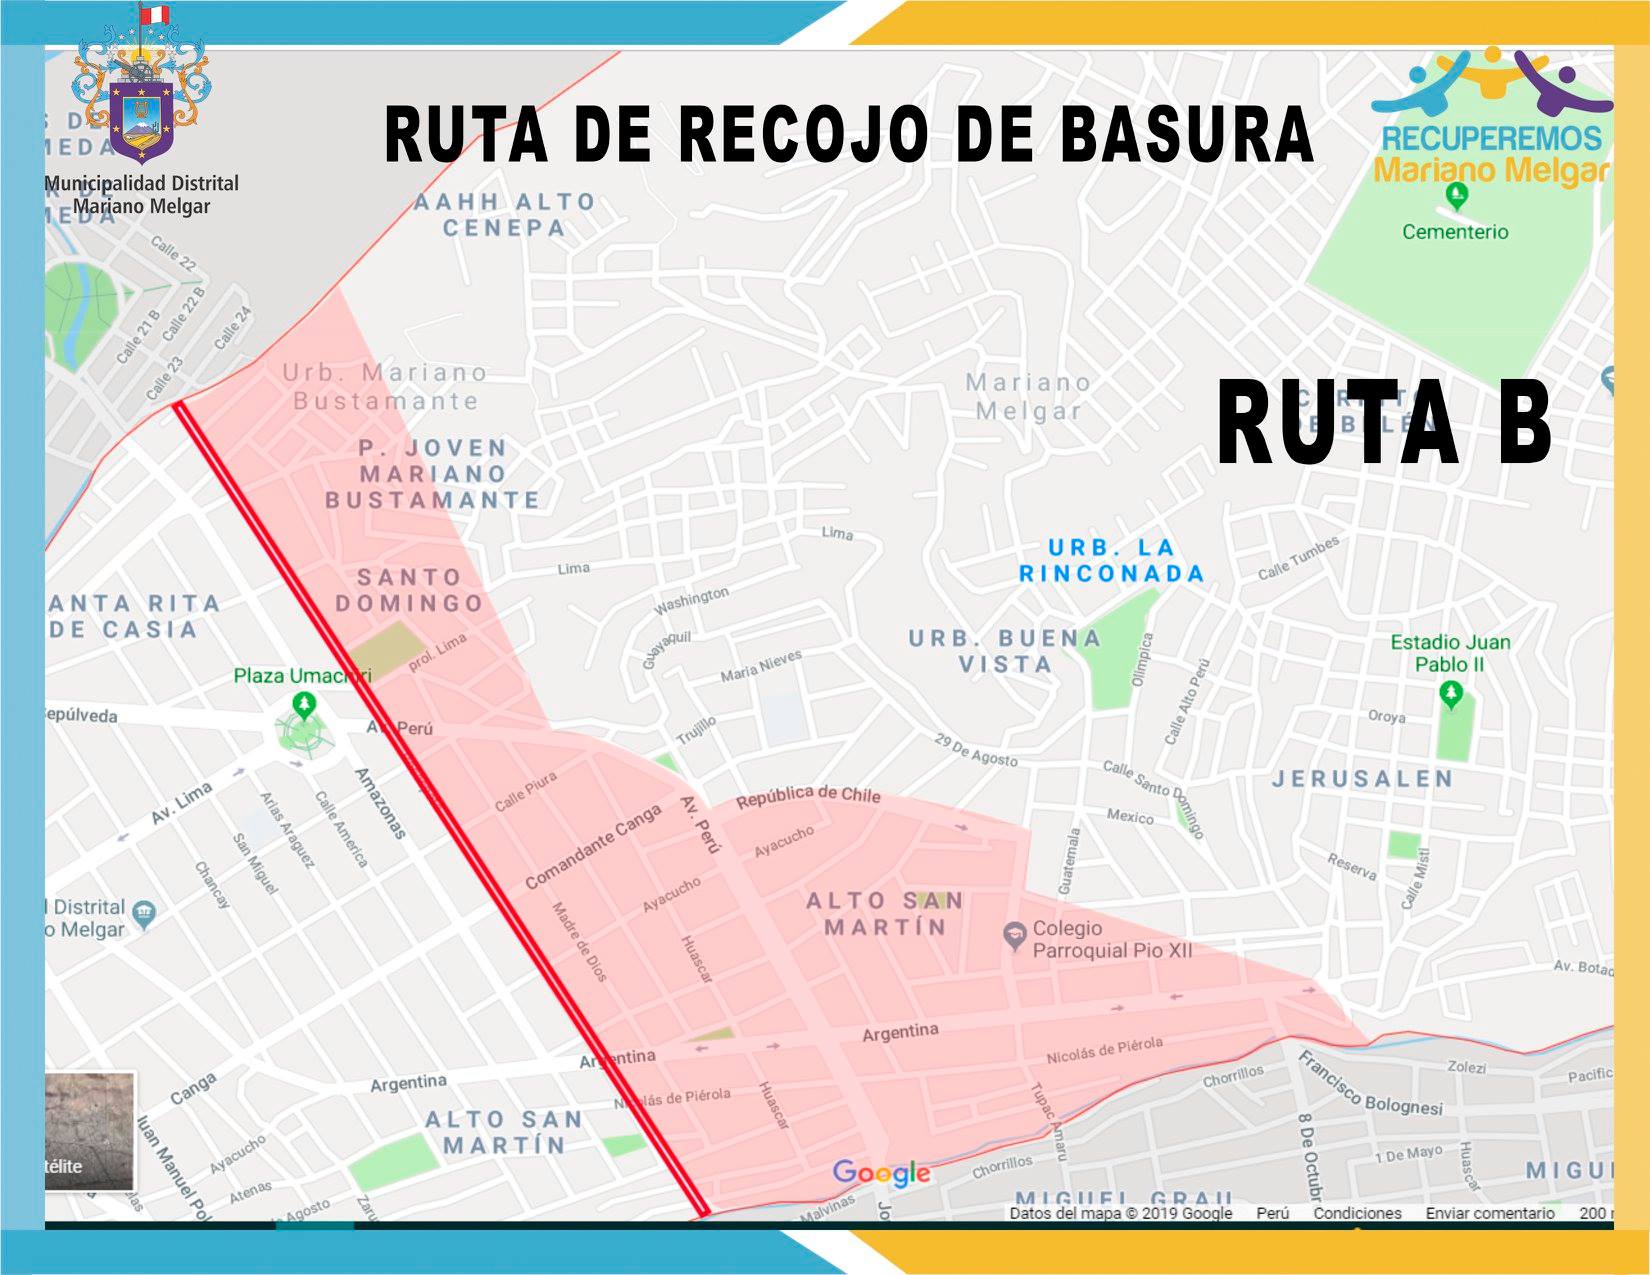 RUTA DE RECOJO DE BASURA
Municipalidad Distrital
Mariano Melgar
RECUPEREMOS
Mariano Melgar
Cementerio
AAHH ALTO
CENEPA
Calle 22
Calle 22 B
Calle 21 B
Calle 24
Calle 23
Urb. Mariano
Bustamante
Mariano
Melgar
RUTA B
P. JOVEN
MARIANO
BUSTAMANTE
Lima
Lima
URB. LA
RINCONADA
Calle Tumbes
SANTO
DOMINGO
ANTA RITA
DE CASIA
Washington
Guayaquil
prol. Lima
URB. BUENA
VISTA
Olímpica
Estadio Juan
Pablo II
Maria Nieves
Plaza Umachiri
Calle Alto Perú
epúlveda
Av. Perú
Trujillo
Oroya
29 De Agosto
Calle Santo Domingo
JERUSALEN
Av. Lima
Amazonas
Calle Piura
Arias Araguez
Calle America
San Miguel
Chancay
Comandante Canga
Av. Perú
República de Chile
Ayacucho
Mexico
Guatemala
Reserva
Calle Misti
Ayacucho
ALTO SAN
MARTÍN
l Distrital
o Melgar
Madre de Dios
Huascar
Colegio
Parroquial Pio XII
Av. Botad
Argentina
Argentina
Argentina
Nicolás de Piérola
Nicolás de Piérola
Canga
Huascar
Tupac Amaru
Chorrillos
Francisco Bolognesi
Zolezi
Pacific
ALTO SAN
MARTÍN
Juan Manuel Pol
Ayacucho
télite
Atenas
Agosto
Zaru
Google
Chorrillos
Malvinas
Jo
8 De Octubr
1 De Mayo
Huascar
MIGU
MIGUEL GRAU
Datos del mapa © 2019 Google Perú Condiciones Enviar comentario 200